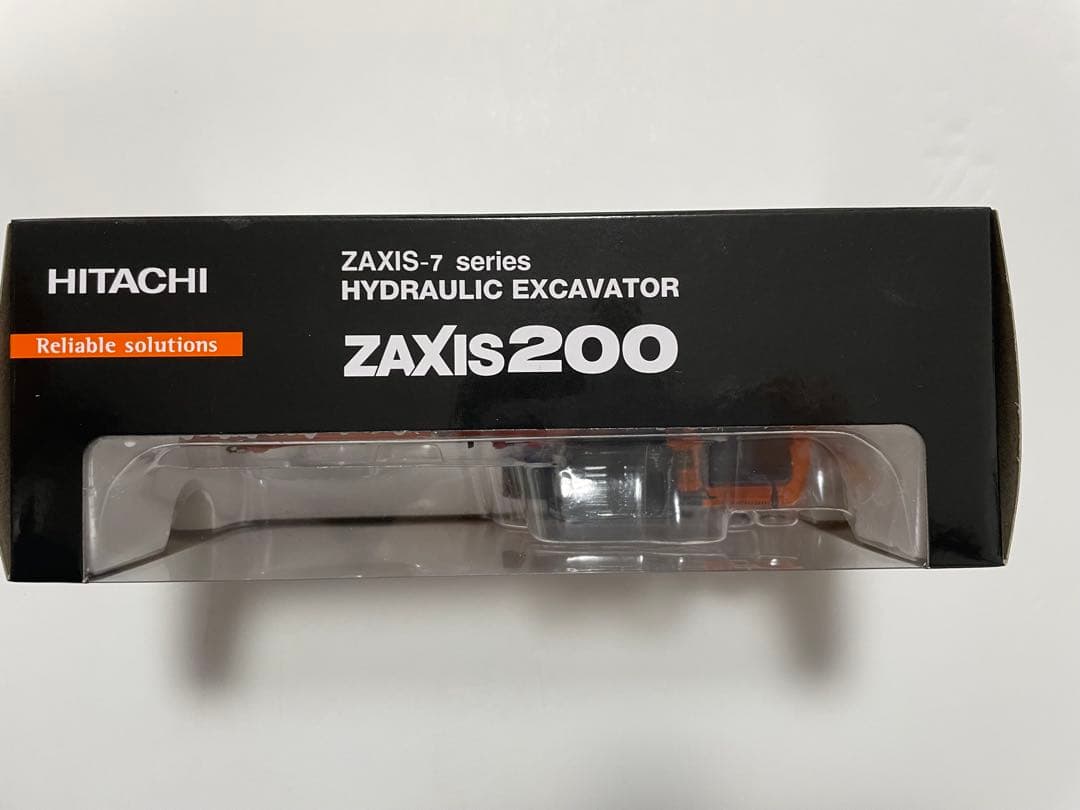 HITACHI
Reliable solutions
ZAXIS-7 series
HYDRAULIC EXCAVATOR
ZAXIS200